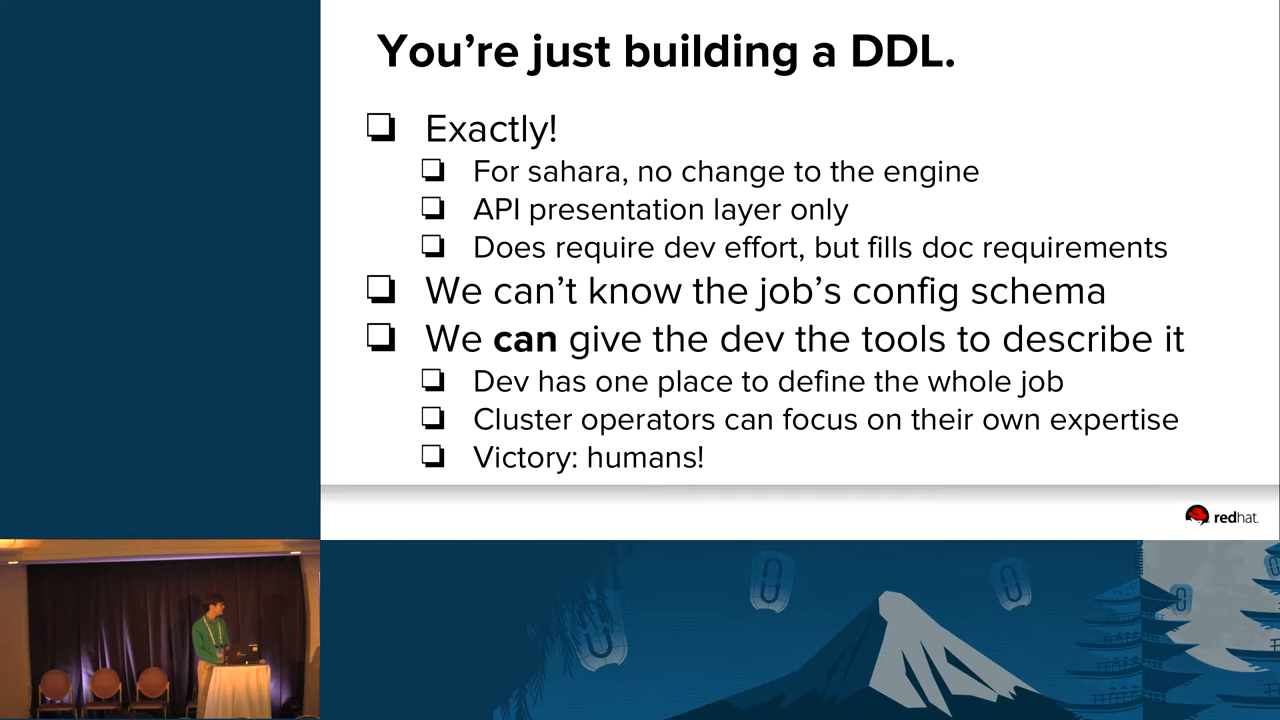 You’re just building a DDL.
❏ Exactly!
❏ For sahara, no change to the engine
❏ API presentation layer only
❏ Does require dev effort, but fills doc requirements
❏ We can’t know the job’s config schema
❏ We can give the dev the tools to describe it
❏ Dev has one place to define the whole job
❏ Cluster operators can focus on their own expertise
❏ Victory: humans!
redhat.